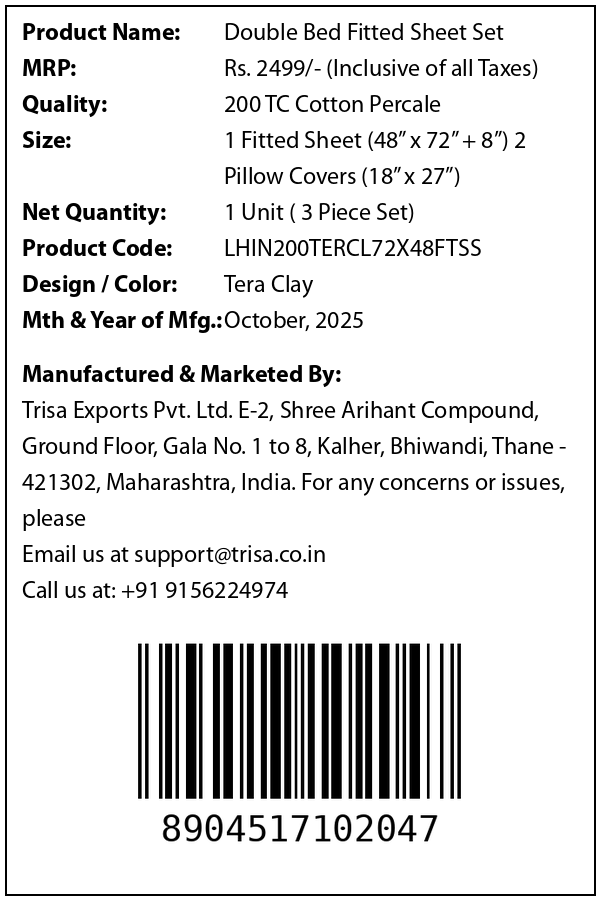 Product Name: Double Bed Fitted Sheet Set
MRP: Rs. 2499/- (Inclusive of all Taxes)
Quality: 200 TC Cotton Percale
Size: 1 Fitted Sheet (48” x 72” + 8”) 2
Pillow Covers (18” x 27”)
Net Quantity: 1 Unit ( 3 Piece Set)
Product Code: LHIN200TERCL72X48FTSS
Design / Color: Tera Clay
Mth & Year of Mfg.: October, 2025
Manufactured & Marketed By:
Trisa Exports Pvt. Ltd. E-2, Shree Arihant Compound,
Ground Floor, Gala No. 1 to 8, Kalher, Bhiwandi, Thane -
421302, Maharashtra, India. For any concerns or issues,
please
Email us at support@trisa.co.in
Call us at: +91 9156224974
8904517102047